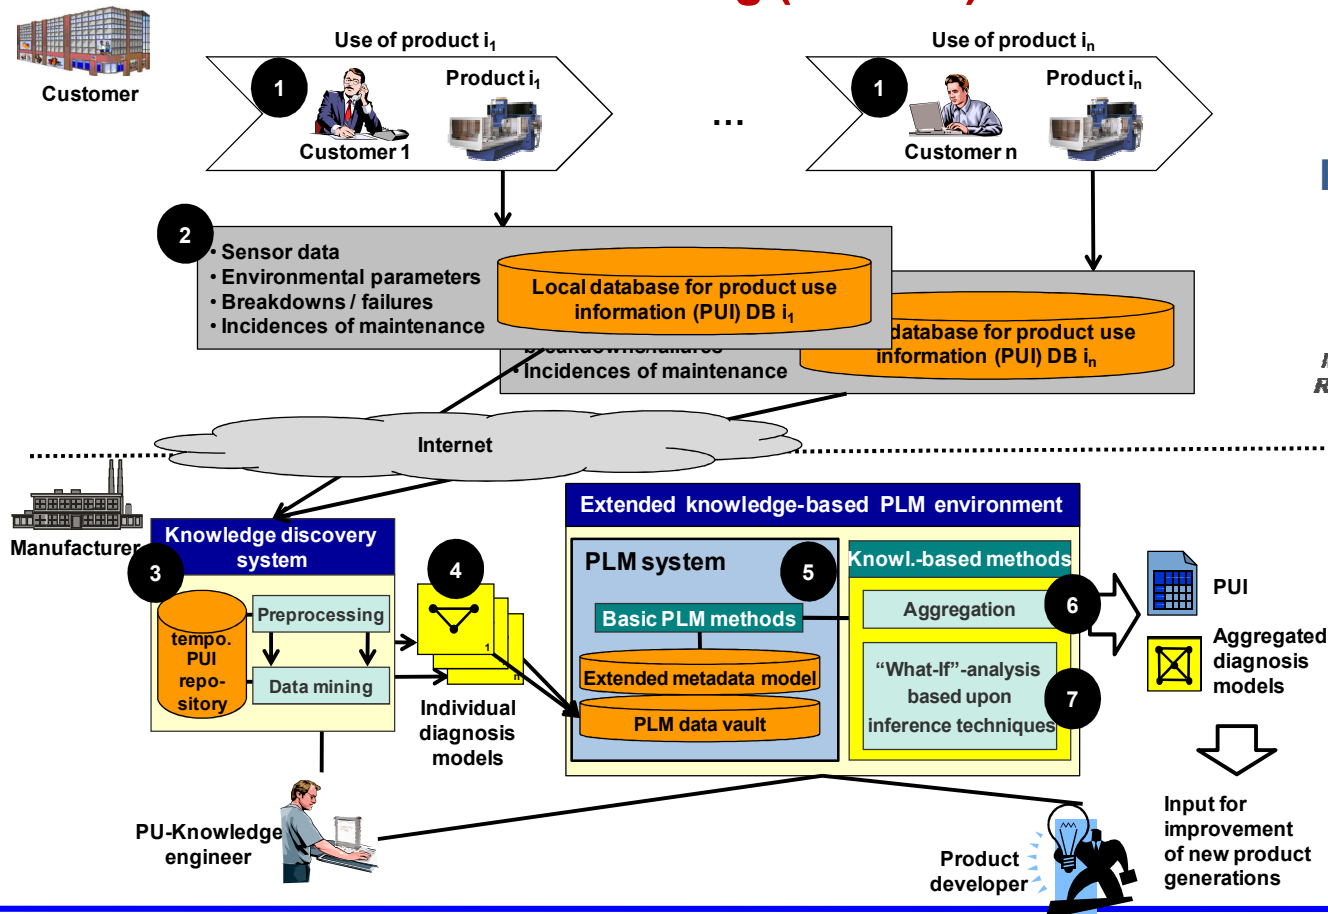 Use of product i1
Use of product in
Customer
1
Product i1
Customer 1
...
1
Product in
Customer n
2
• Sensor data
• Environmental parameters
• Breakdowns / failures
• Incidences of maintenance
Local database for product use
information (PUI) DB i1
database for product use
information (PUI) DB in
• Incidences of maintenance
Internet
Manufacturer
Knowledge discovery
system
3
tempo.
PUI
repo-
sitory
Preprocessing
Data mining
4
1
n
Individual
diagnosis
models
Extended knowledge-based PLM environment
PLM system
5
Basic PLM methods
Extended metadata model
PLM data vault
Knowl.-based methods
Aggregation
6
“What-If”-analysis
based upon
inference techniques
7
PUI
Aggregated
diagnosis
models
Input for
improvement
of new product
generations
PU-Knowledge
engineer
Product
developer